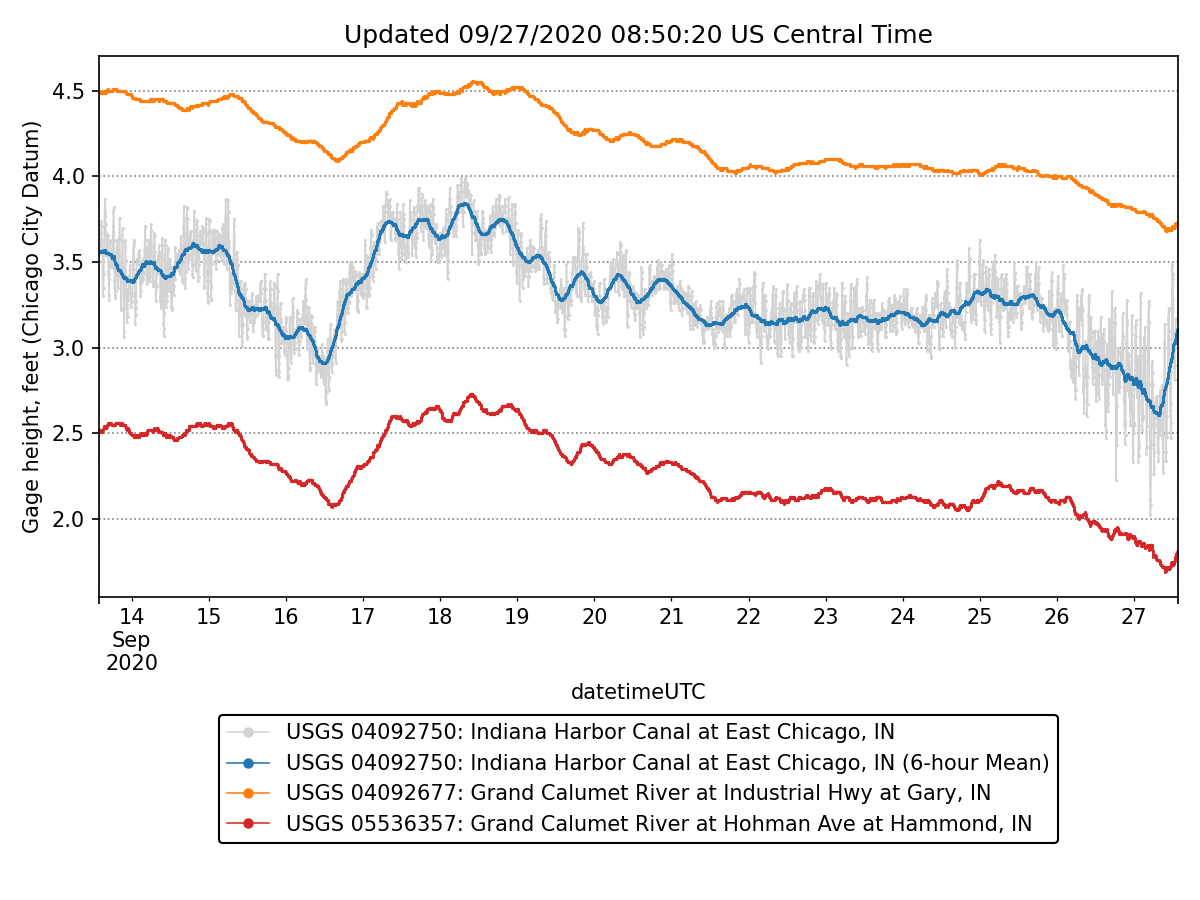 Updated 09/27/2020 08:50:20 US Central Time
Gage height, feet (Chicago City Datum)
4.5
4.0
3.5
3.0
2.5
2.0
14 15 16 17 18 19 20 21 22 23 24 25 26 27
Sep
2020
datetimeUTC
USGS 04092750: Indiana Harbor Canal at East Chicago, IN
USGS 04092750: Indiana Harbor Canal at East Chicago, IN (6-hour Mean)
USGS 04092677: Grand Calumet River at Industrial Hwy at Gary, IN
USGS 05536357: Grand Calumet River at Hohman Ave at Hammond, IN